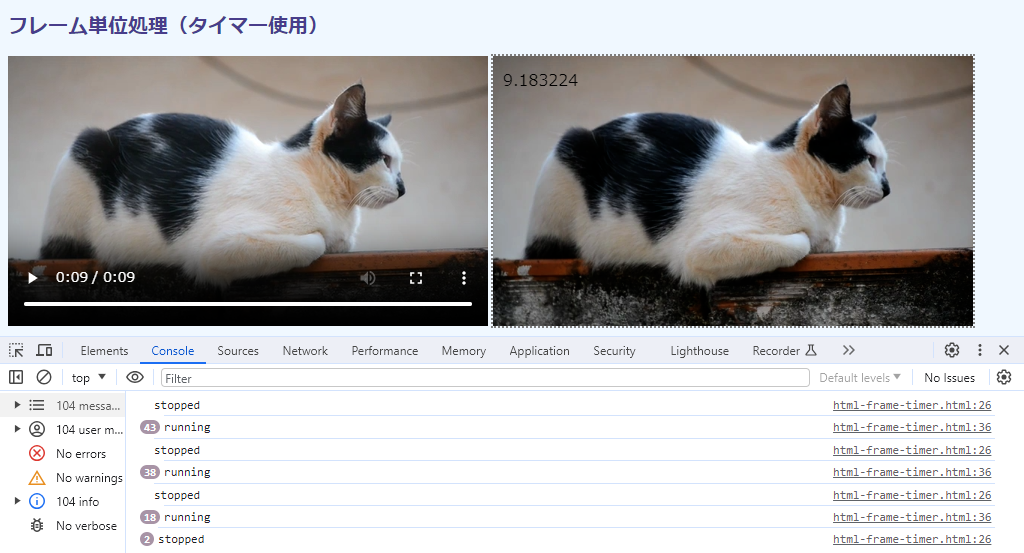 フレーム単位処理（タイマー使用）
9.183224
0:09 / 0:09
Elements Console Sources Network Performance Memory Application Security Lighthouse Recorder
top Filter Default levels No Issues
104 messa... stopped html-frame-timer.html:26
104 user m... 43 running html-frame-timer.html:36
No errors stopped html-frame-timer.html:26
No warnings 38 running html-frame-timer.html:36
104 info stopped html-frame-timer.html:26
No verbose 18 running html-frame-timer.html:36
2 stopped html-frame-timer.html:26